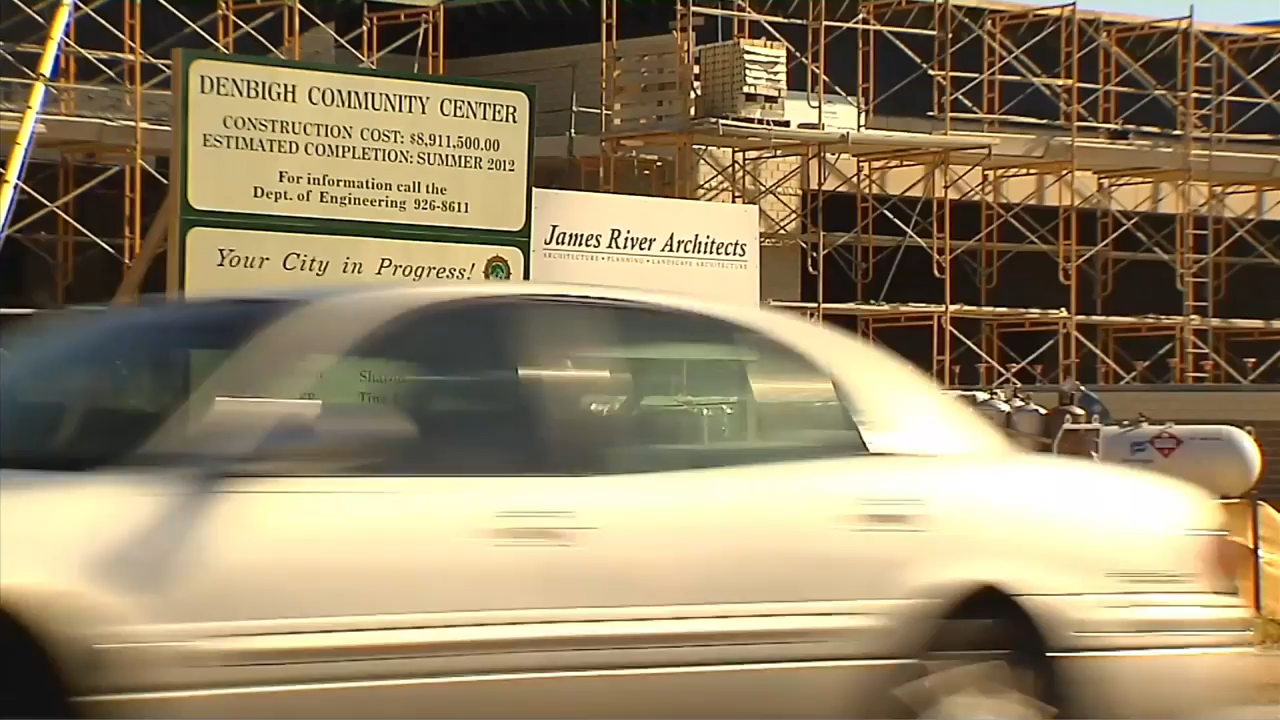 DENBIGH COMMUNITY CENTER
CONSTRUCTION COST: $8,911,500.00
ESTIMATED COMPLETION: SUMMER 2012
For information call the
Dept. of Engineering 926-8611
Your City in Progress!
James River Architects
ARCHITECTURE • PLANNING • LANDSCAPE ARCHITECTURE